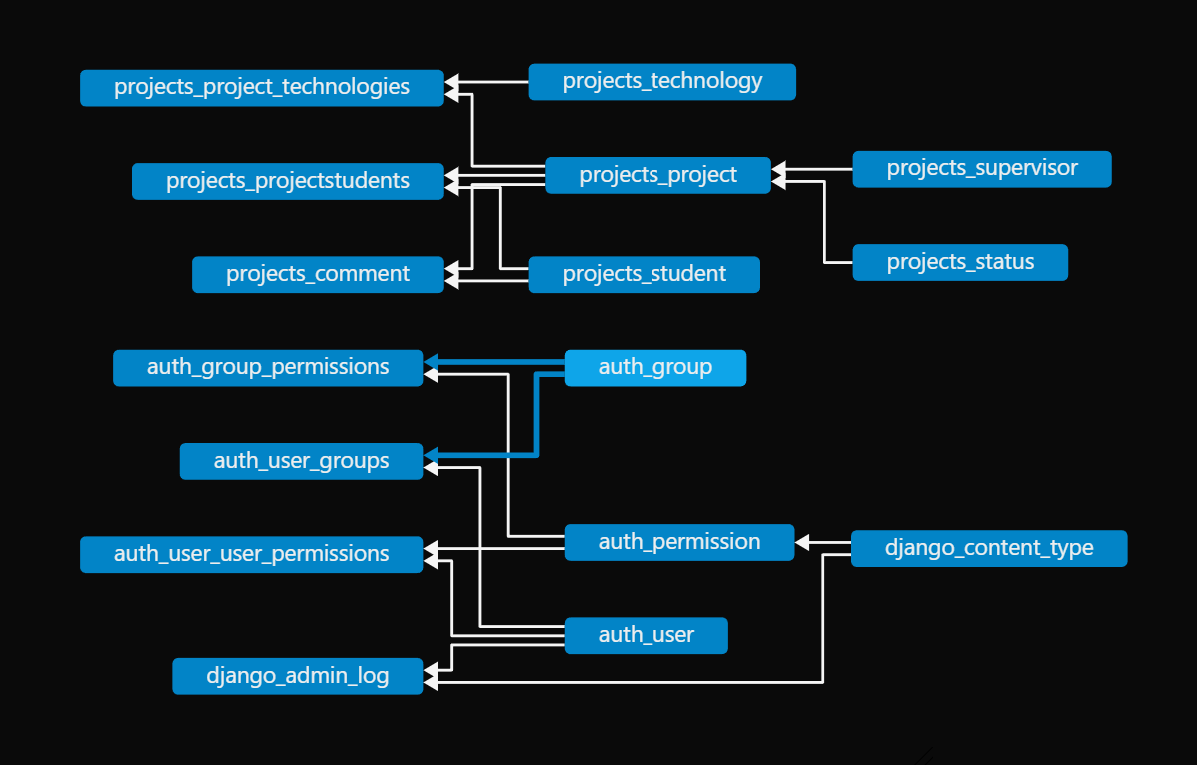 projects_project_technologies
projects_technology
projects_projectstudents
projects_project
projects_supervisor
projects_comment
projects_student
projects_status
auth_group_permissions
auth_group
auth_user_groups
auth_user_user_permissions
auth_permission
django_content_type
auth_user
django_admin_log